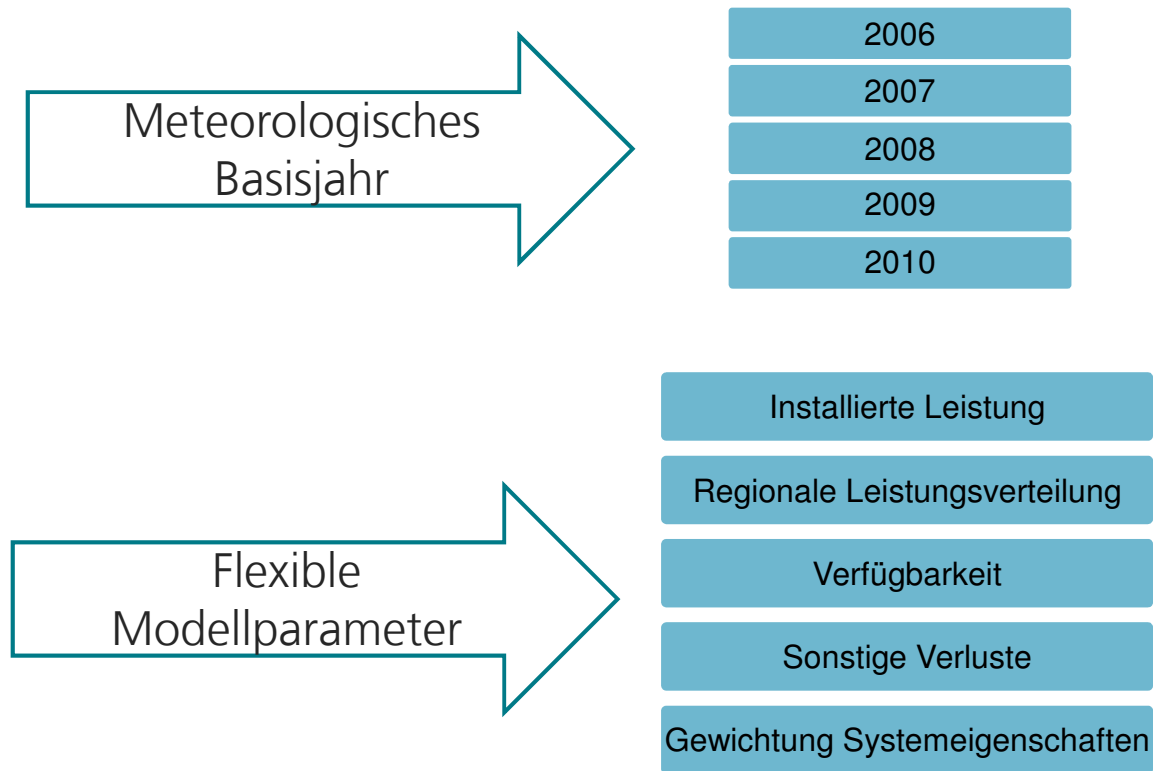 Meteorologisches
Basisjahr
2006
2007
2008
2009
2010
Flexible
Modellparameter
Installierte Leistung
Regionale Leistungsverteilung
Verfügbarkeit
Sonstige Verluste
Gewichtung Systemeigenschaften